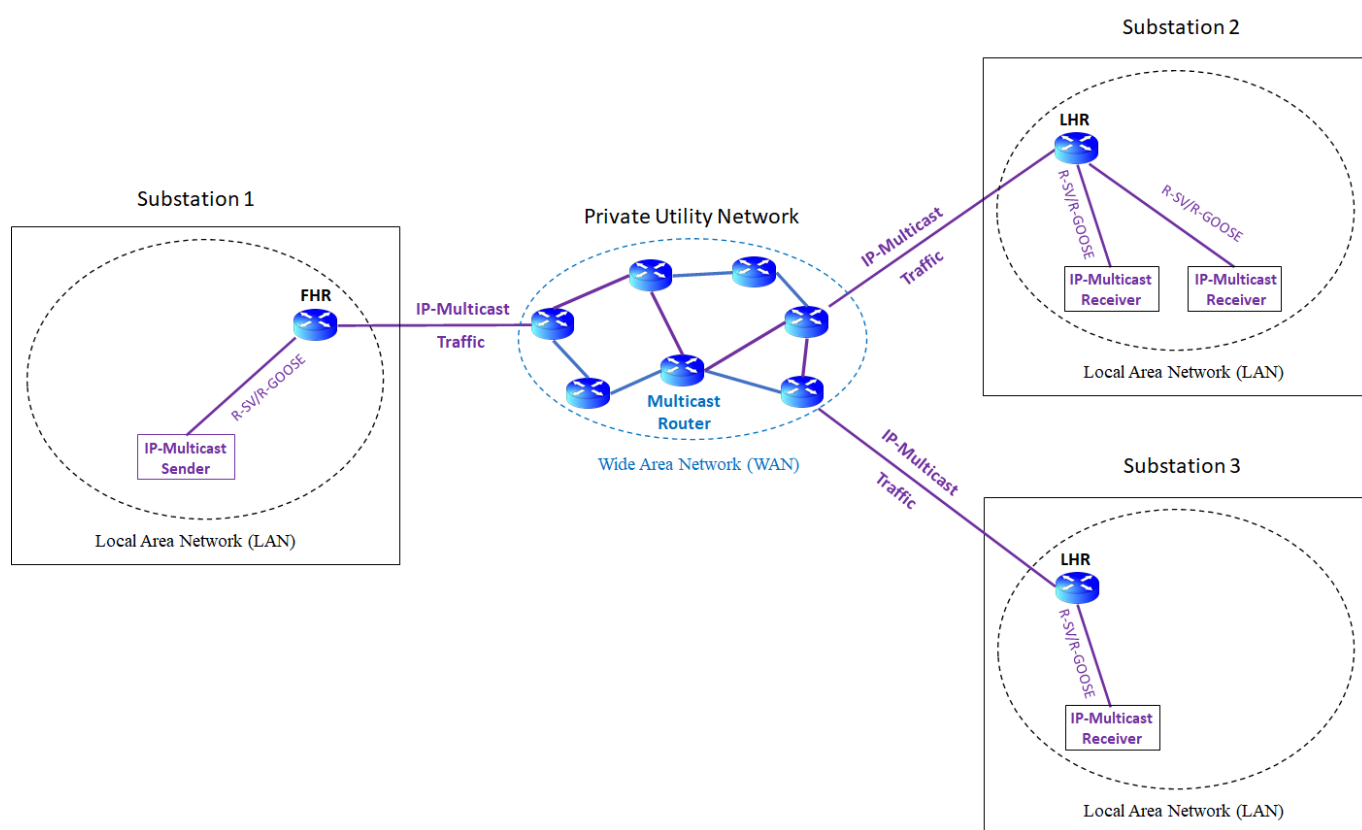 Substation 1
FHR
R-SV/R-GOOSE
IP-Multicast
Sender
Local Area Network (LAN)
IP-Multicast
Traffic
Private Utility Network
Multicast
Router
Wide Area Network (WAN)
IP-Multicast
Traffic
IP-Multicast
Traffic
Substation 2
LHR
R-SV/R-GOOSE
R-SV/R-GOOSE
IP-Multicast
Receiver
IP-Multicast
Receiver
Local Area Network (LAN)
Substation 3
LHR
R-SV/R-GOOSE
IP-Multicast
Receiver
Local Area Network (LAN)